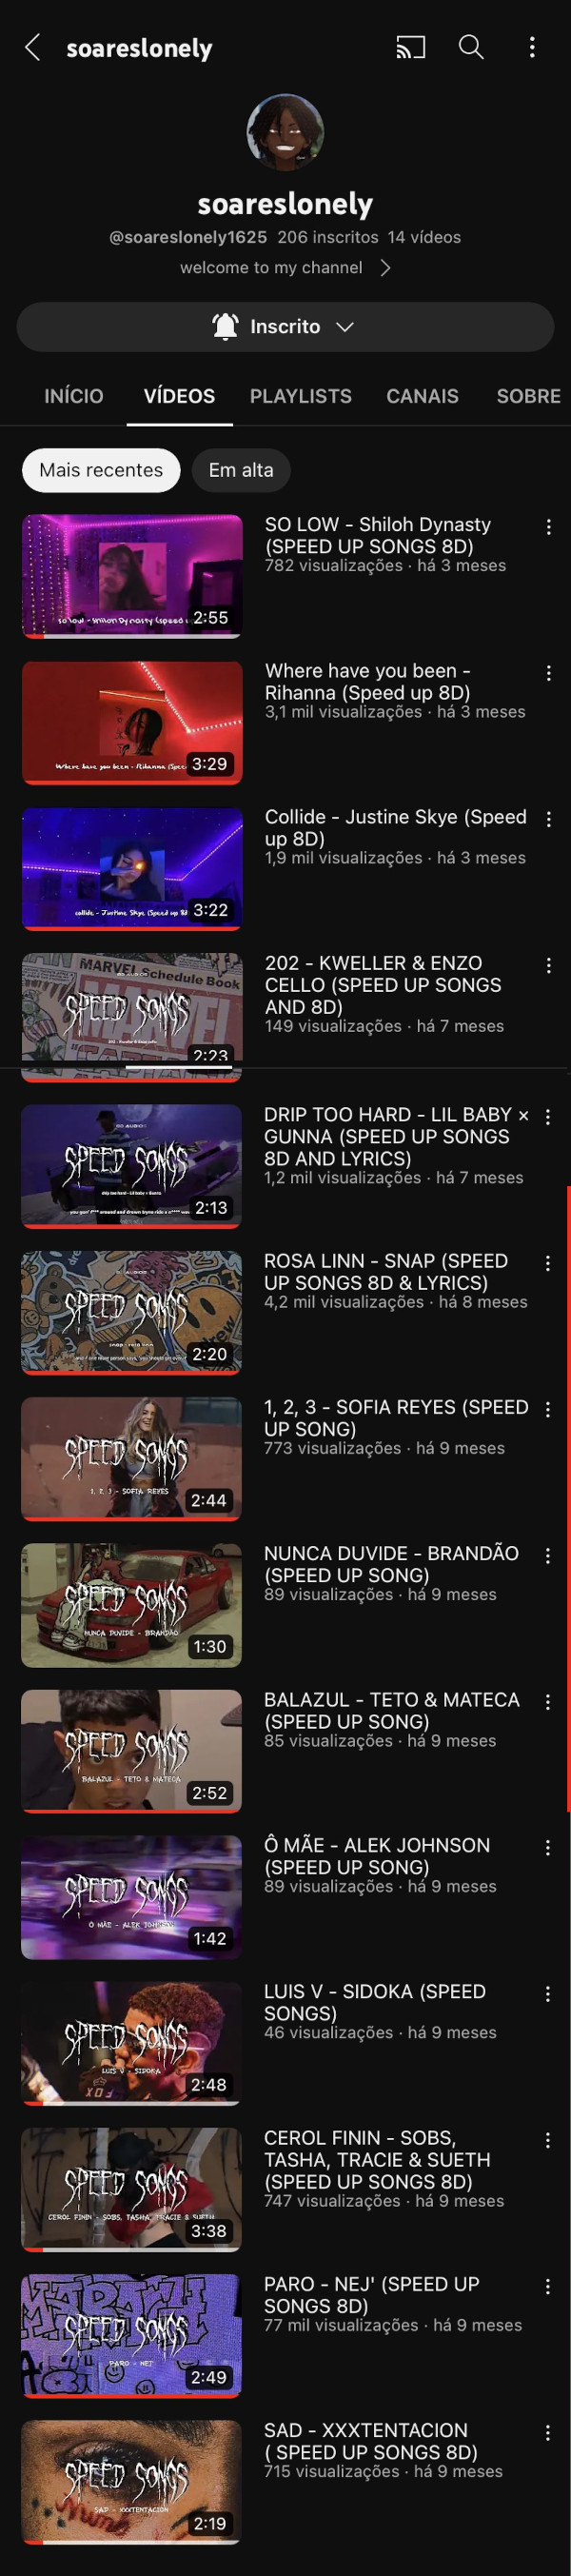 soareslonely
soareslonely
@soareslonely1625 206 inscritos 14 vídeos
welcome to my channel
Inscrito
INÍCIO VÍDEOS PLAYLISTS CANAIS SOBRE
Mais recentes Em alta
SO LOW - Shiloh Dynasty
(SPEED UP SONGS 8D)
782 visualizações · há 3 meses
so low - Shiloh Dynasty (speed
2:55
Where have you been -
Rihanna (Speed up 8D)
3,1 mil visualizações · há 3 meses
Where have you been - Rihanna (Spee
3:29
Collide - Justine Skye (Speed
up 8D)
1,9 mil visualizações · há 3 meses
collide - Justine Skye (Speed up 8D
3:22
202 - KWELLER & ENZO
CELLO (SPEED UP SONGS
AND 8D)
149 visualizações · há 7 meses
MARVEL Schedule Book
8D AUDIOS
MARVEL
SPEED SONGS
2:23
DRIP TOO HARD - LIL BABY ×
GUNNA (SPEED UP SONGS
8D AND LYRICS)
1,2 mil visualizações · há 7 meses
8D AUDIOS
SPEED SONGS
drip too hard - Lil baby × Gunna
2:13
ROSA LINN - SNAP (SPEED
UP SONGS 8D & LYRICS)
4,2 mil visualizações · há 8 meses
SPEED SONGS
snap - rosa linn
2:20
1, 2, 3 - SOFIA REYES (SPEED
UP SONG)
773 visualizações · há 9 meses
SPEED SONGS
1, 2, 3 - SOFIA REYES
2:44
NUNCA DUVIDE - BRANDÃO
(SPEED UP SONG)
89 visualizações · há 9 meses
SPEED SONGS
NUNCA DUVIDE - BRANDÃO
1:30
BALAZUL - TETO & MATECA
(SPEED UP SONG)
85 visualizações · há 9 meses
SPEED SONGS
BALAZUL - TETO & MATECA
2:52
Ô MÃE - ALEK JOHNSON
(SPEED UP SONG)
89 visualizações · há 9 meses
SPEED SONGS
Ô MÃE - ALEK JOHNSON
1:42
LUIS V - SIDOKA (SPEED
SONGS)
46 visualizações · há 9 meses
SPEED SONGS
LUIS V - SIDOKA
2:48
CEROL FININ - SOBS,
TASHA, TRACIE & SUETH
(SPEED UP SONGS 8D)
747 visualizações · há 9 meses
SPEED SONGS
CEROL FININ - SOBS, TASHA, TRACIE & SUETH
3:38
PARO - NEJ' (SPEED UP
SONGS 8D)
77 mil visualizações · há 9 meses
SPEED SONGS
PARO - NEJ'
2:49
SAD - XXXTENTACION
( SPEED UP SONGS 8D)
715 visualizações · há 9 meses
SPEED SONGS
SAD - XXXTENTACION
2:19